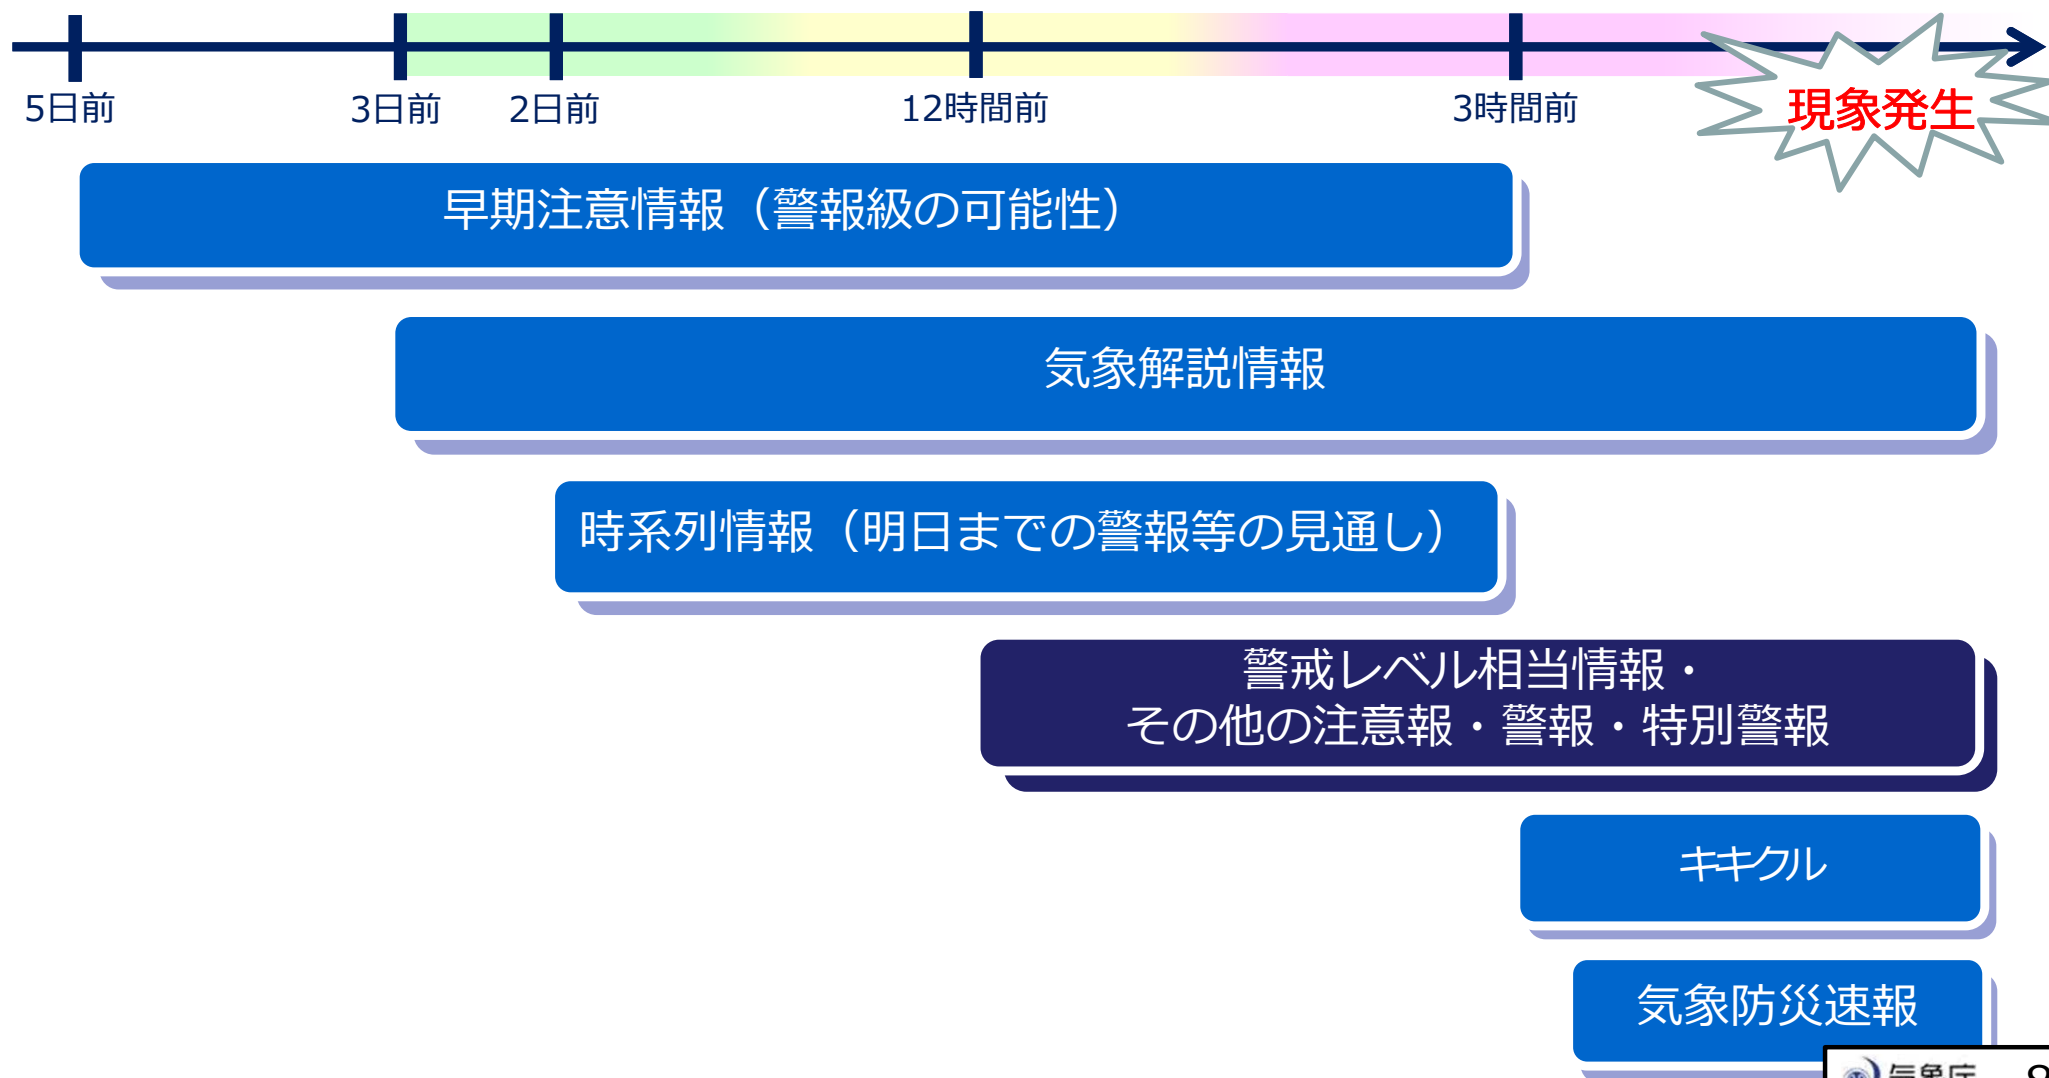 5日前
3日前
2日前
12時間前
3時間前
現象発生
早期注意情報（警報級の可能性）
気象解説情報
時系列情報（明日までの警報等の見通し）
警戒レベル相当情報・
その他の注意報・警報・特別警報
キキクル
気象防災速報
気象庁